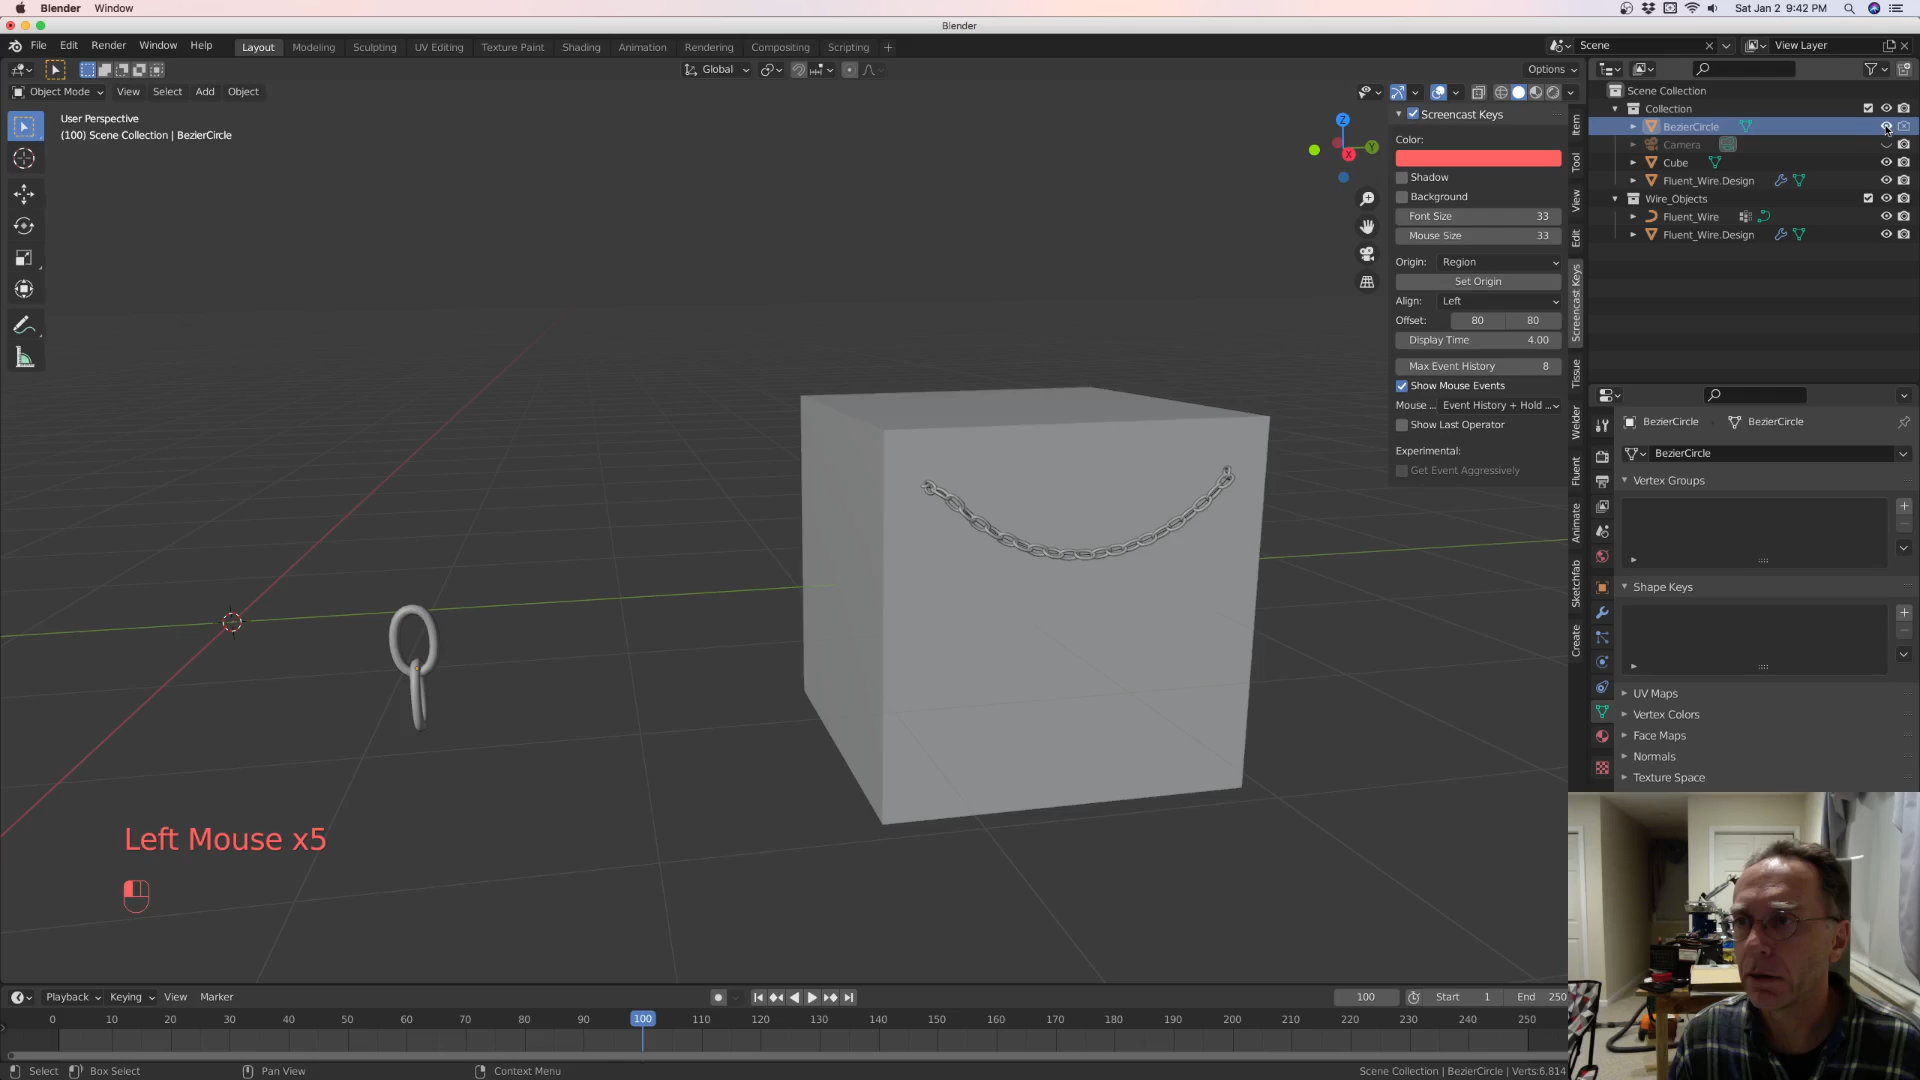 Blender Window Sat Jan 2 9:42 PM
Blender
File Edit Render Window Help Layout Modeling Sculpting UV Editing Texture Paint Shading Animation Rendering Compositing Scripting + Scene View Layer
Global Options
Object Mode View Select Add Object
User Perspective
(100) Scene Collection | BezierCircle
Z
Y
X
Screencast Keys
Color:
Shadow
Background
Font Size 33
Mouse Size 33
Origin: Region
Set Origin
Align: Left
Offset: 80 80
Display Time 4.00
Max Event History 8
Show Mouse Events
Mouse ... Event History + Hold ...
Show Last Operator
Experimental:
Get Event Aggressively
Item
Tool
View
Edit
Screencast Keys
Tissue
Welder
Fluent
Animate
Sketchfab
Create
Scene Collection
Collection
BezierCircle
Camera
Cube
Fluent_Wire.Design
Wire_Objects
Fluent_Wire
Fluent_Wire.Design
BezierCircle BezierCircle
BezierCircle
Vertex Groups
Shape Keys
UV Maps
Vertex Colors
Face Maps
Normals
Texture Space
Left Mouse x5
Playback Keying View Marker 100 Start 1 End 250
0 10 20 30 40 50 60 70 80 90 100 110 120 130 140 150 160 170 180 190 200 210 220 230 240 250
Select Box Select Pan View Context Menu Scene Collection | BezierCircle | Verts:6,814